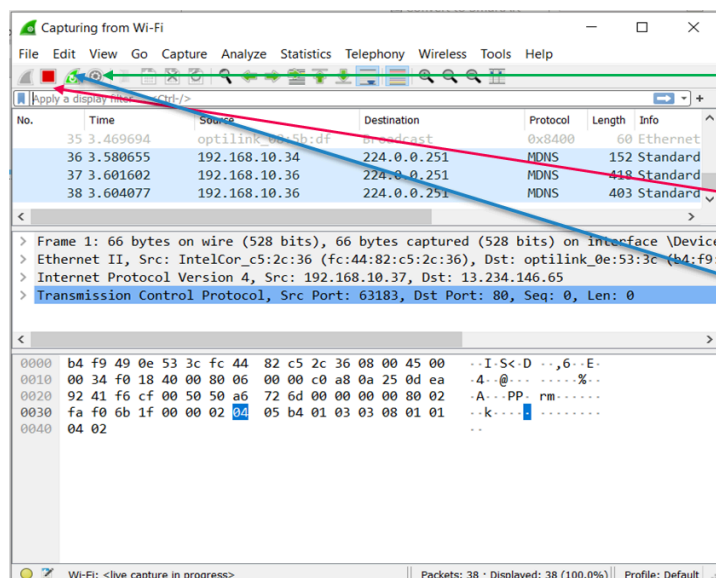 Capturing from Wi-Fi
File Edit View Go Capture Analyze Statistics Telephony Wireless Tools Help
Apply a display filter ... <Ctrl-/>
No. Time Source Destination Protocol Length Info
35 3.469694 optilink_0e:5b:df Broadcast 0x8400 60 Ethernet
36 3.580655 192.168.10.34 224.0.0.251 MDNS 152 Standard
37 3.601602 192.168.10.36 224.0.0.251 MDNS 418 Standard
38 3.604077 192.168.10.36 224.0.0.251 MDNS 403 Standard
Frame 1: 66 bytes on wire (528 bits), 66 bytes captured (528 bits) on interface \Device
Ethernet II, Src: IntelCor_c5:2c:36 (fc:44:82:c5:2c:36), Dst: optilink_0e:53:3c (b4:f9:
Internet Protocol Version 4, Src: 192.168.10.37, Dst: 13.234.146.65
Transmission Control Protocol, Src Port: 63183, Dst Port: 80, Seq: 0, Len: 0
0000 b4 f9 49 0e 53 3c fc 44 82 c5 2c 36 08 00 45 00 ··I·S<·D ··,6··E·
0010 00 34 f0 18 40 00 80 06 00 00 c0 a8 0a 25 0d ea ·4··@··· ·····%··
0020 92 41 f6 cf 00 50 50 a6 72 6d 00 00 00 00 80 02 ·A···PP· rm······
0030 fa f0 6b 1f 00 00 02 04 05 b4 01 03 03 08 01 01 ··k····· ········
0040 04 02 ··
Wi-Fi: <live capture in progress> Packets: 38 · Displayed: 38 (100.0%) Profile: Default